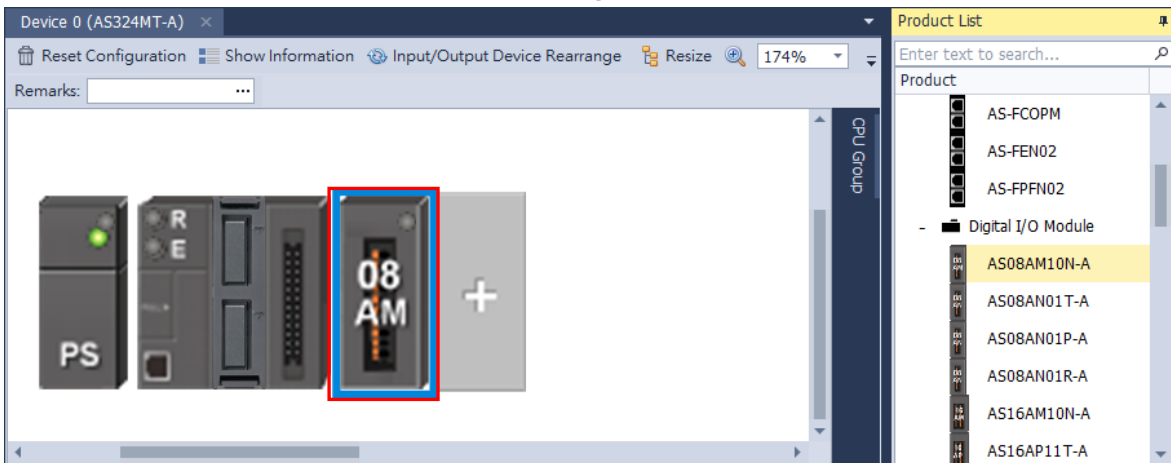 Device 0 (AS324MT-A)
Reset Configuration Show Information Input/Output Device Rearrange Resize 174%
Remarks: ...
R
E
PS
08
AM
+
CPU Group
Product List
Enter text to search...
Product
AS-FCOPM
AS-FEN02
AS-FPFN02
- Digital I/O Module
AS08AM10N-A
AS08AN01T-A
AS08AN01P-A
AS08AN01R-A
AS16AM10N-A
AS16AP11T-A